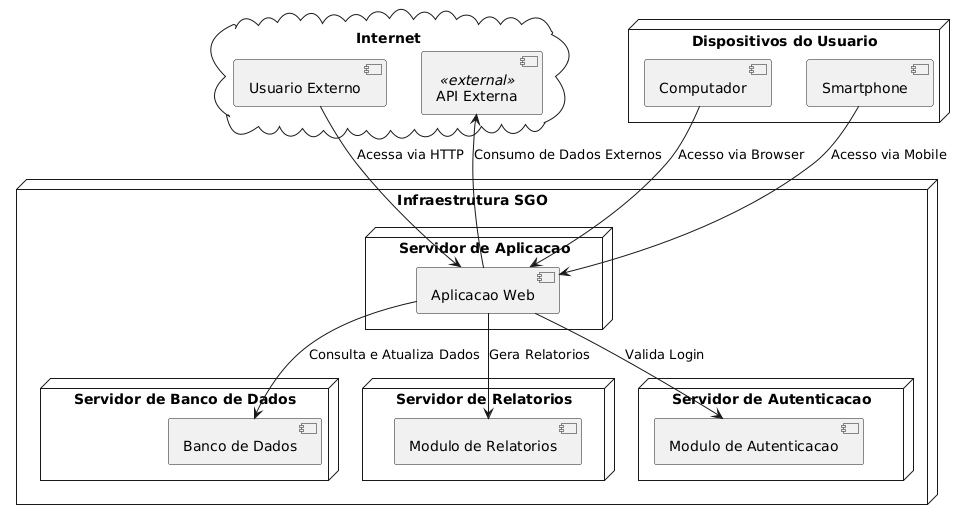 Internet
Dispositivos do Usuario
Usuario Externo
«external»
API Externa
Computador
Smartphone
Acessa via HTTP
Consumo de Dados Externos
Acesso via Browser
Acesso via Mobile
Infraestrutura SGO
Servidor de Aplicacao
Aplicacao Web
Consulta e Atualiza Dados
Gera Relatorios
Valida Login
Servidor de Banco de Dados
Servidor de Relatorios
Servidor de Autenticacao
Banco de Dados
Modulo de Relatorios
Modulo de Autenticacao